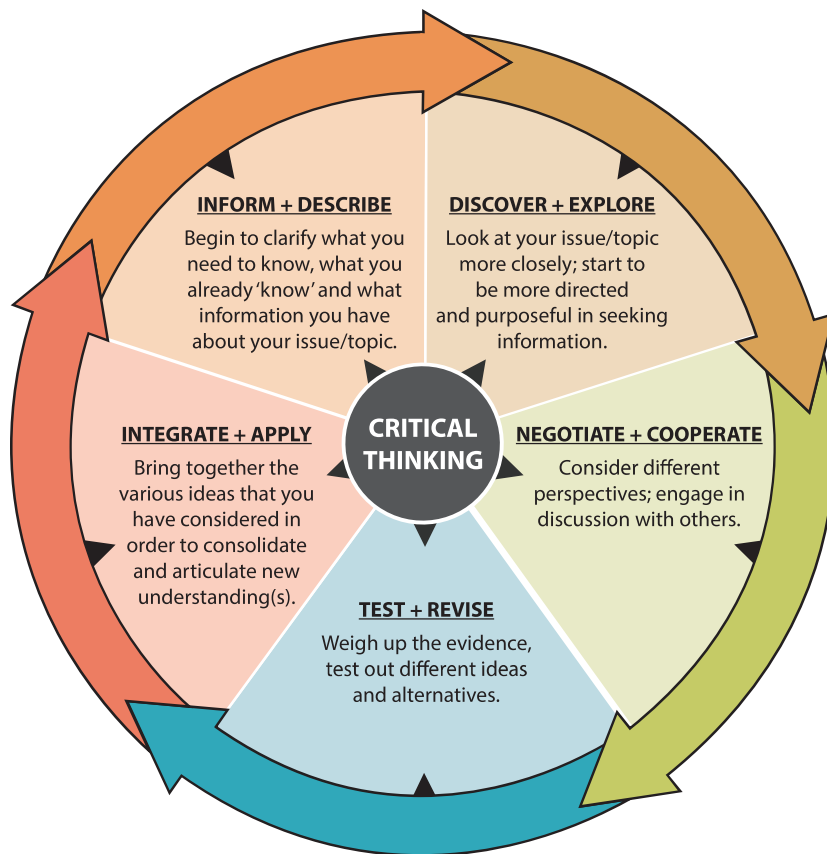 INFORM + DESCRIBE
Begin to clarify what you
need to know, what you
already ‘know’ and what
information you have
about your issue/topic.
DISCOVER + EXPLORE
Look at your issue/topic
more closely; start to
be more directed
and purposeful in seeking
information.
CRITICAL
THINKING
NEGOTIATE + COOPERATE
Consider different
perspectives; engage in
discussion with others.
TEST + REVISE
Weigh up the evidence,
test out different ideas
and alternatives.
INTEGRATE + APPLY
Bring together the
various ideas that you
have considered in
order to consolidate
and articulate new
understanding(s).